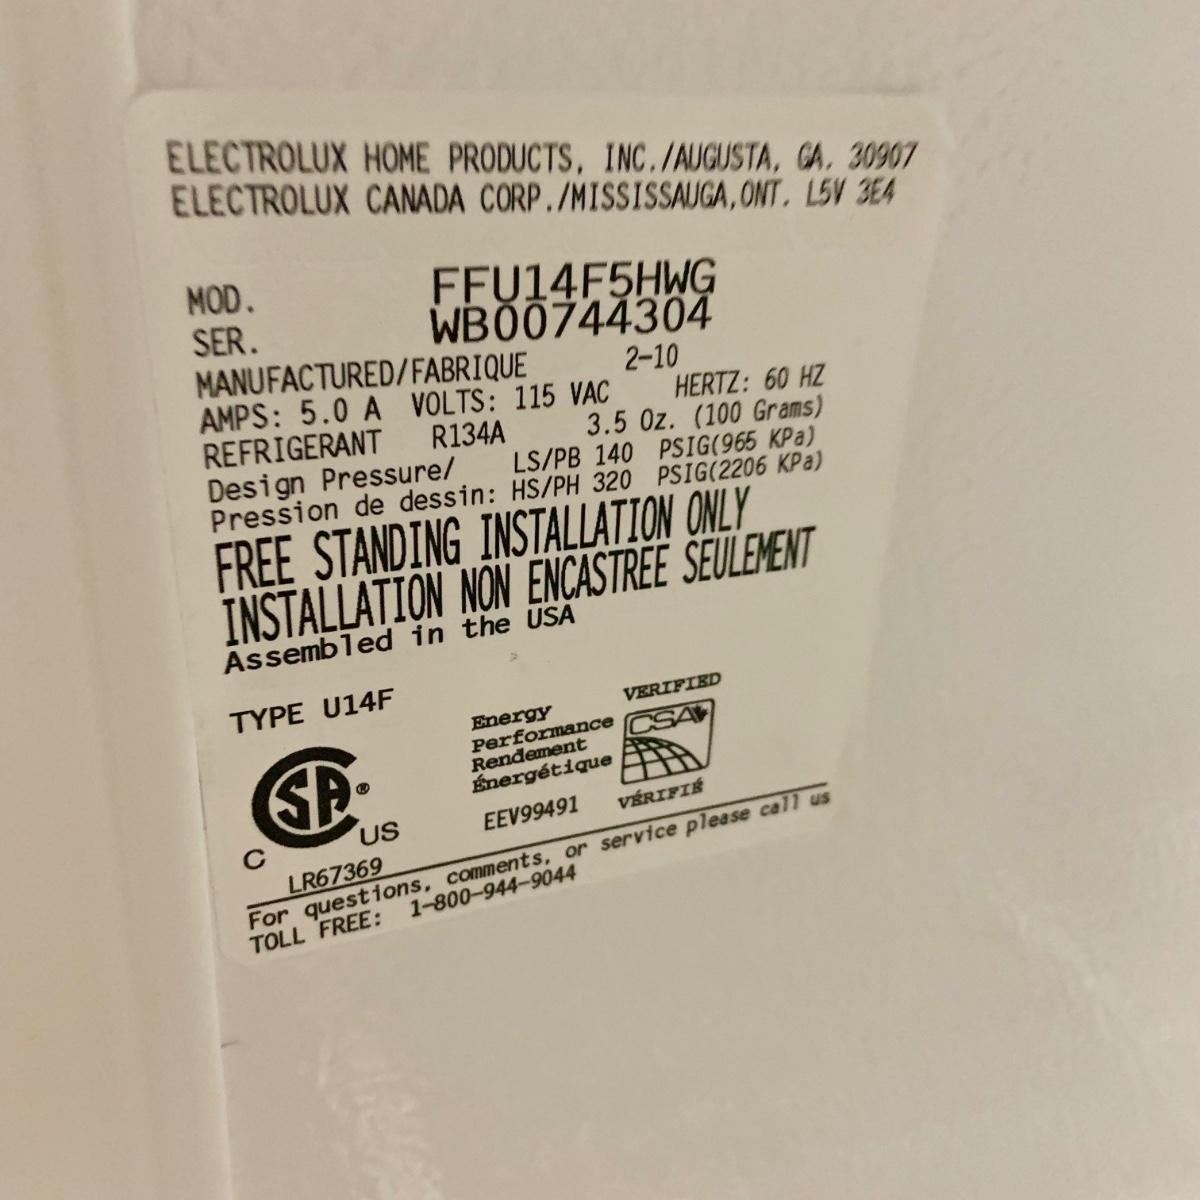 ELECTROLUX HOME PRODUCTS, INC./AUGUSTA, GA. 30907
ELECTROLUX CANADA CORP./MISSISSAUGA,ONT. L5V 3E4
MOD. FFU14F5HWG
SER. WB00744304
MANUFACTURED/FABRIQUE 2-10
AMPS: 5.0 A VOLTS: 115 VAC HERTZ: 60 HZ
REFRIGERANT R134A 3.5 Oz. (100 Grams)
Design Pressure/ LS/PB 140 PSIG(965 KPa)
Pression de dessin: HS/PH 320 PSIG(2206 KPa)
FREE STANDING INSTALLATION ONLY
INSTALLATION NON ENCASTREE SEULEMENT
Assembled in the USA
TYPE U14F
C SA ® US
LR67369
Energy
Performance
Rendement
Énergétique
EEV99491
VERIFIED
CSA
VÉRIFIÉ
For questions, comments, or service please call us
TOLL FREE: 1-800-944-9044